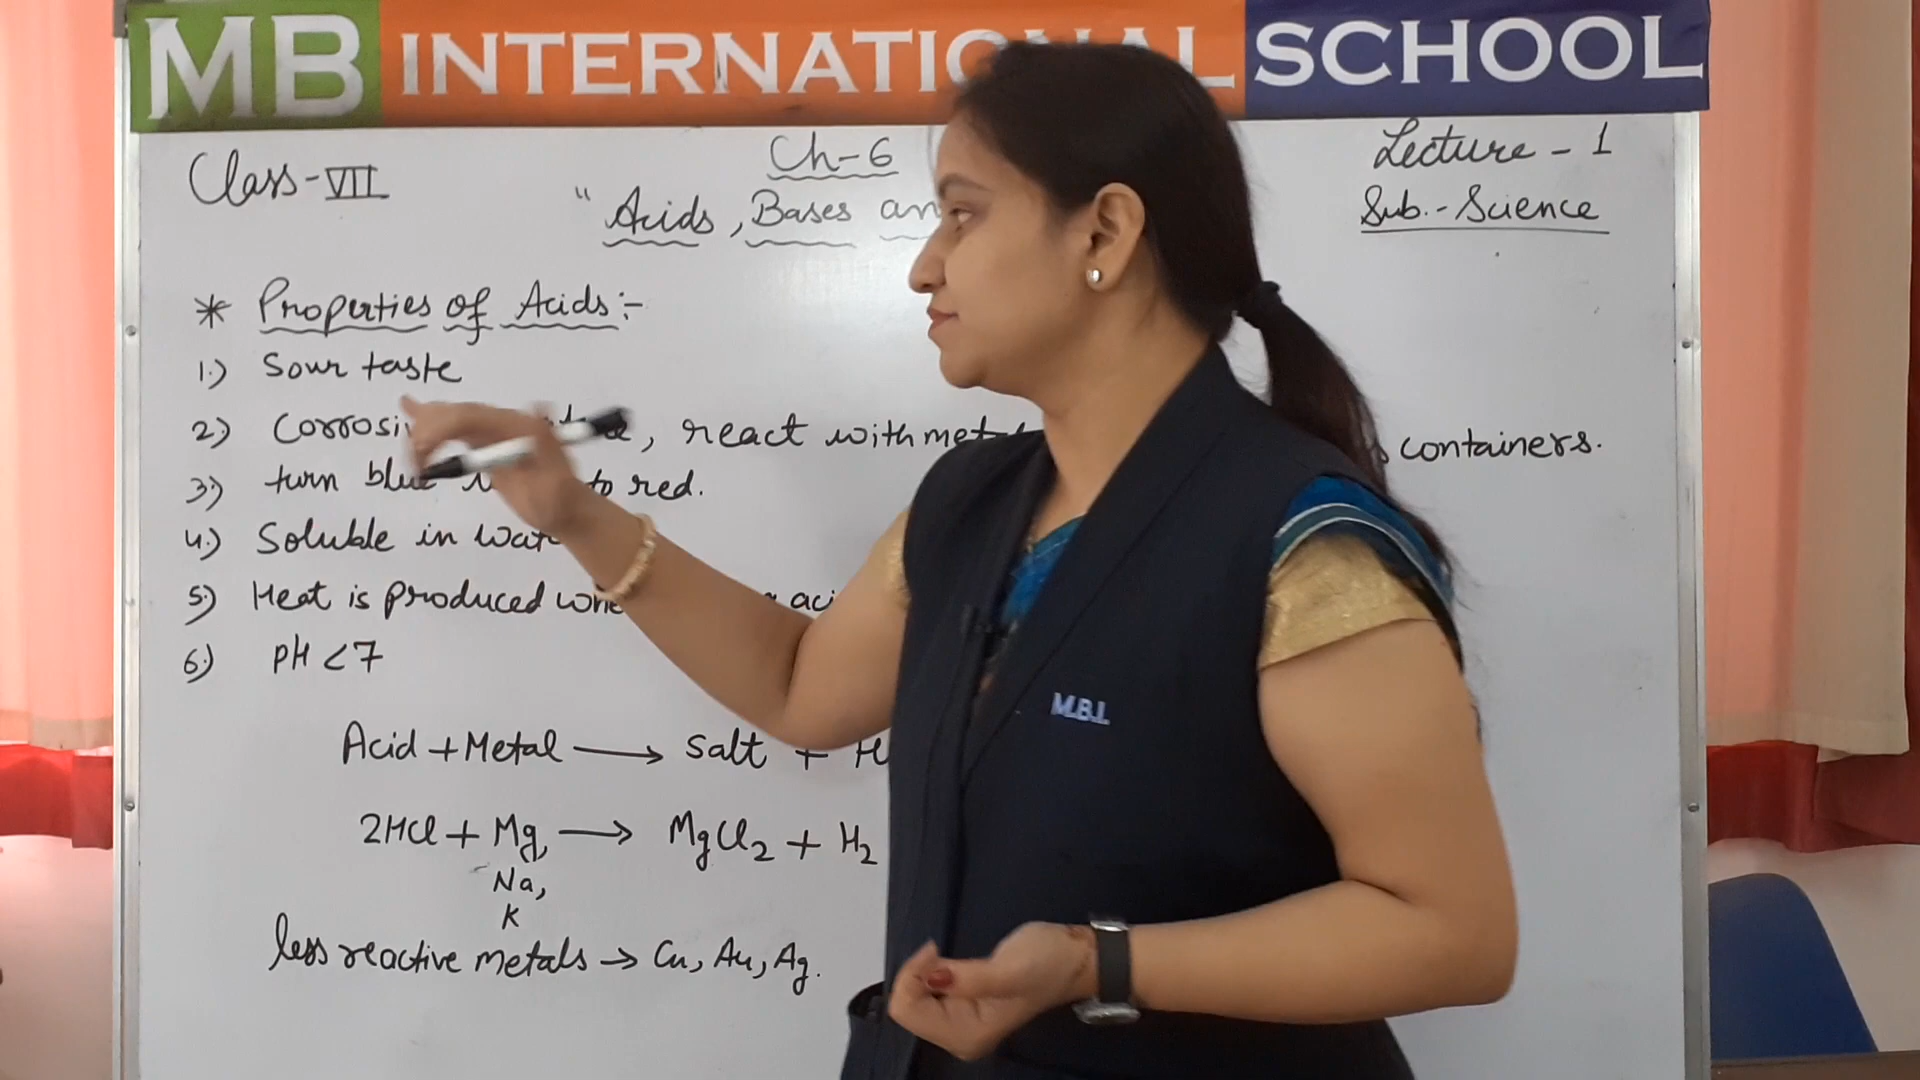 MB INTERNATIONAL SCHOOL
Class-VII
Ch-6
Lecture-1
"Acids, Bases an
Sub.-Science
* Properties of Acids:-
1.) Sour taste
2.) Corrosi , react with met containers.
3.) turn blue to red.
4.) Soluble in Wat
5.) Heat is produced whe aci
6.) PH<7
Acid + Metal → Salt + H
2HCl + Mg, → MgCl2 + H2
Na,
K
less reactive metals → Cu, Au, Ag.
M.B.I.